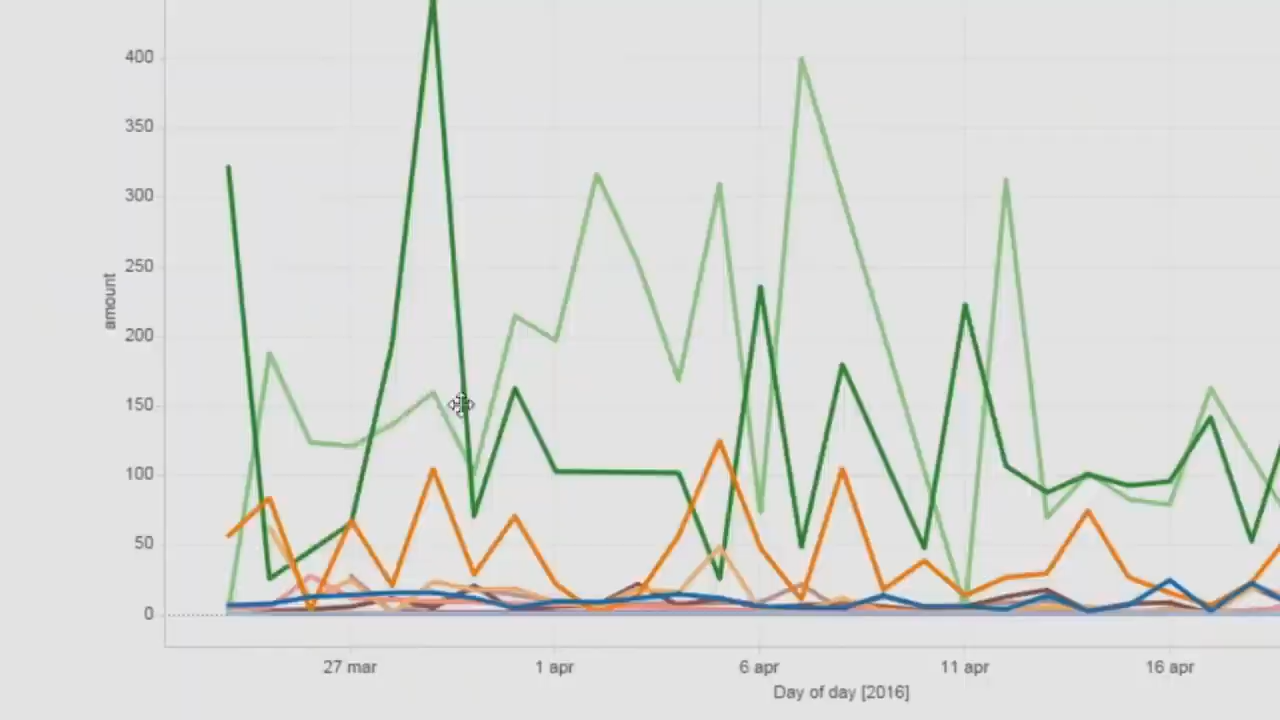 400
350
300
250
200
150
100
50
0
amount
27 mar
1 apr
6 apr
11 apr
16 apr
Day of day [2016]